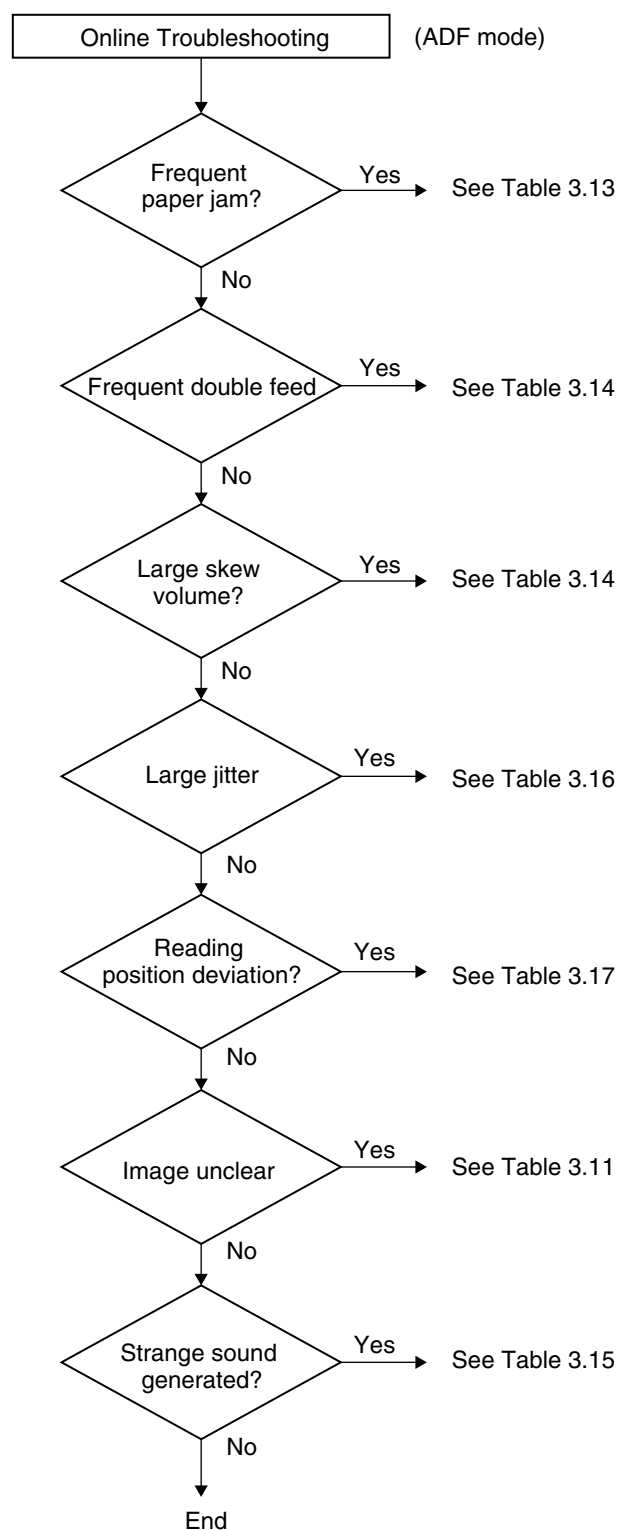 Online Troubleshooting (ADF mode)
Frequent
paper jam?
Yes
See Table 3.13
No
Frequent double feed
Yes
See Table 3.14
No
Large skew
volume?
Yes
See Table 3.14
No
Large jitter
Yes
See Table 3.16
No
Reading
position deviation?
Yes
See Table 3.17
No
Image unclear
Yes
See Table 3.11
No
Strange sound
generated?
Yes
See Table 3.15
No
End